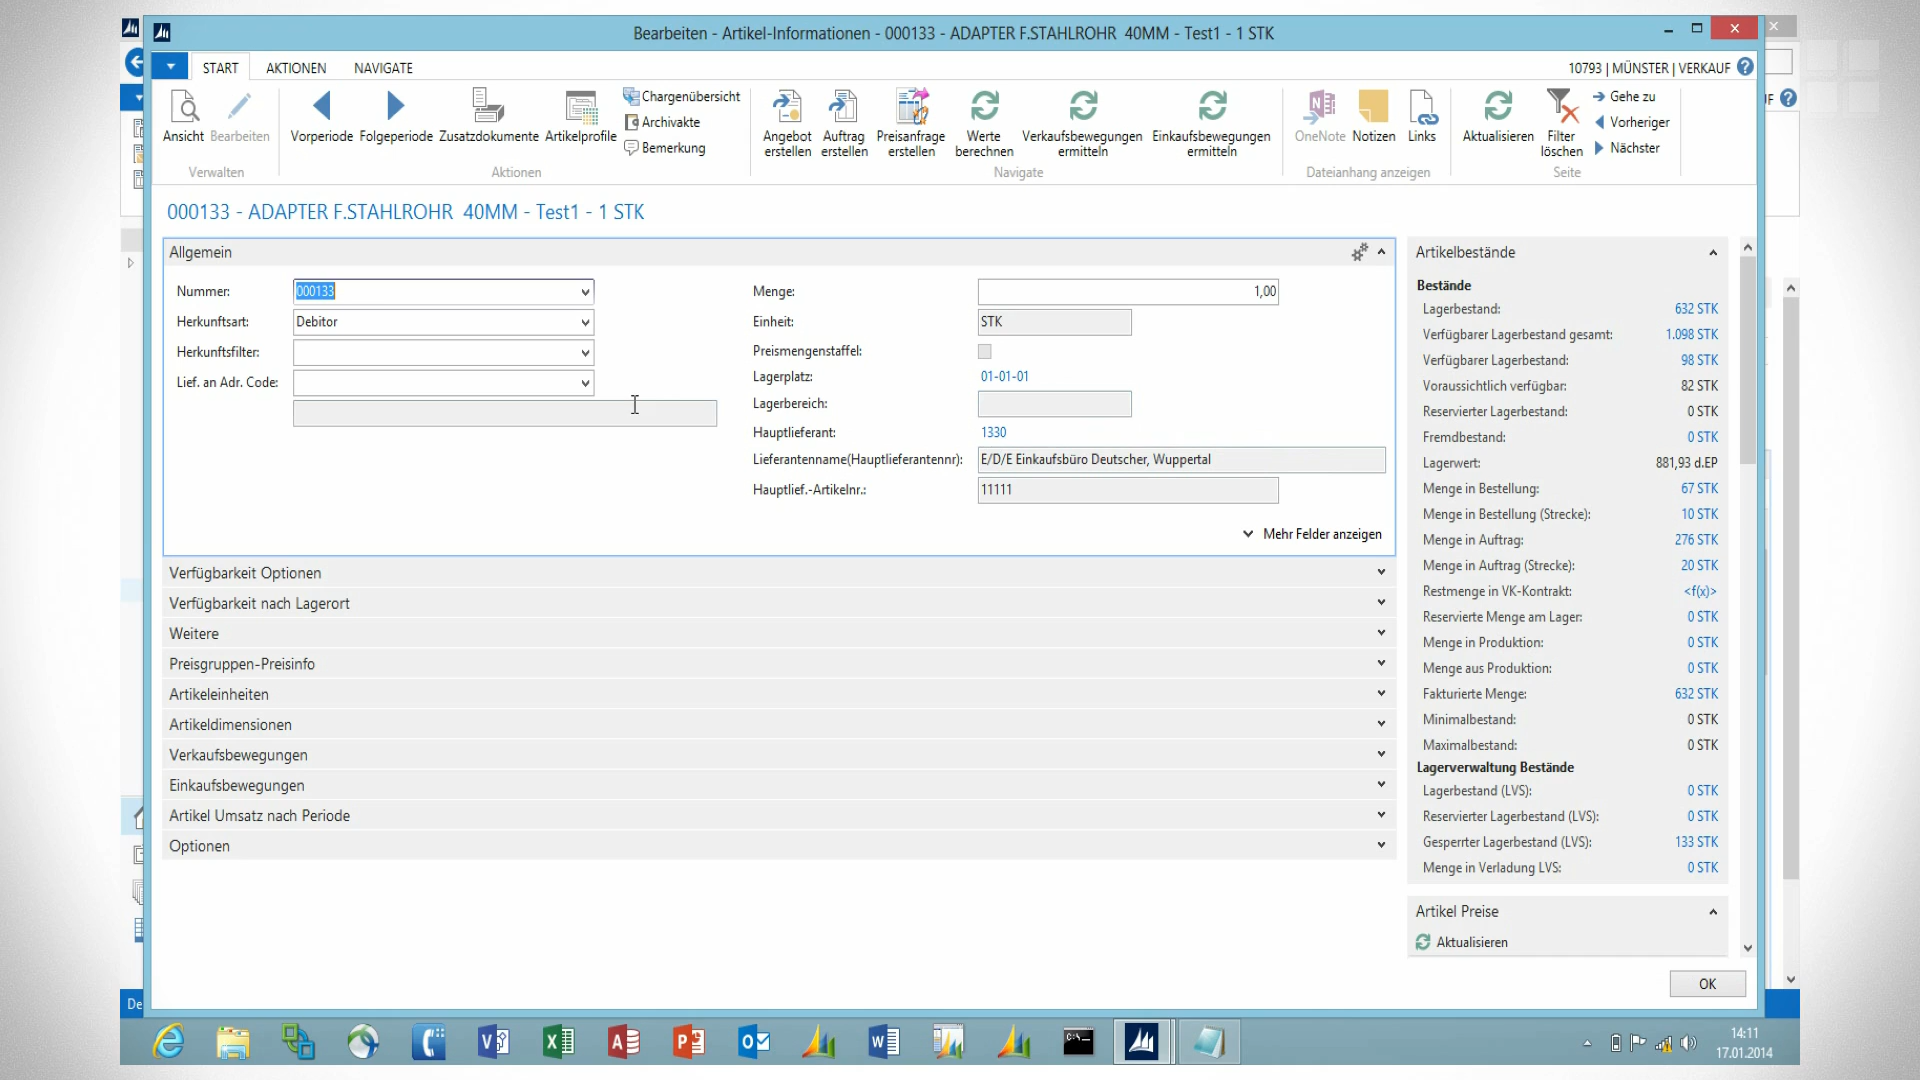 Bearbeiten - Artikel-Informationen - 000133 - ADAPTER F.STAHLROHR 40MM - Test1 - 1 STK
START AKTIONEN NAVIGATE
10793 | MÜNSTER | VERKAUF
Ansicht Bearbeiten
Verwalten
Vorperiode Folgeperiode Zusatzdokumente Artikelprofile
Chargenübersicht
Archivakte
Bemerkung
Aktionen
Angebot erstellen
Auftrag erstellen
Preisanfrage erstellen
Werte berechnen
Verkaufsbewegungen ermitteln
Einkaufsbewegungen ermitteln
Navigate
OneNote Notizen Links
Dateianhang anzeigen
Aktualisieren
Filter löschen
Gehe zu
Vorheriger
Nächster
Seite
000133 - ADAPTER F.STAHLROHR 40MM - Test1 - 1 STK
Allgemein
Nummer: 000133
Herkunftsart: Debitor
Herkunftsfilter:
Lief. an Adr. Code:
Menge: 1,00
Einheit: STK
Preismengenstaffel:
Lagerplatz: 01-01-01
Lagerbereich:
Hauptlieferant: 1330
Lieferantenname(Hauptlieferantennr): E/D/E Einkaufsbüro Deutscher, Wuppertal
Hauptlief.-Artikelnr.: 11111
Mehr Felder anzeigen
Verfügbarkeit Optionen
Verfügbarkeit nach Lagerort
Weitere
Preisgruppen-Preisinfo
Artikeleinheiten
Artikeldimensionen
Verkaufsbewegungen
Einkaufsbewegungen
Artikel Umsatz nach Periode
Optionen
Artikelbestände
Bestände
Lagerbestand: 632 STK
Verfügbarer Lagerbestand gesamt: 1.098 STK
Verfügbarer Lagerbestand: 98 STK
Voraussichtlich verfügbar: 82 STK
Reservierter Lagerbestand: 0 STK
Fremdbestand: 0 STK
Lagerwert: 881,93 d.EP
Menge in Bestellung: 67 STK
Menge in Bestellung (Strecke): 10 STK
Menge in Auftrag: 276 STK
Menge in Auftrag (Strecke): 20 STK
Restmenge in VK-Kontrakt: <f(x)>
Reservierte Menge am Lager: 0 STK
Menge in Produktion: 0 STK
Menge aus Produktion: 0 STK
Fakturierte Menge: 632 STK
Minimalbestand: 0 STK
Maximalbestand: 0 STK
Lagerverwaltung Bestände
Lagerbestand (LVS): 0 STK
Reservierter Lagerbestand (LVS): 0 STK
Gesperrter Lagerbestand (LVS): 133 STK
Menge in Verladung LVS: 0 STK
Artikel Preise
Aktualisieren
OK
De
14:11
17.01.2014